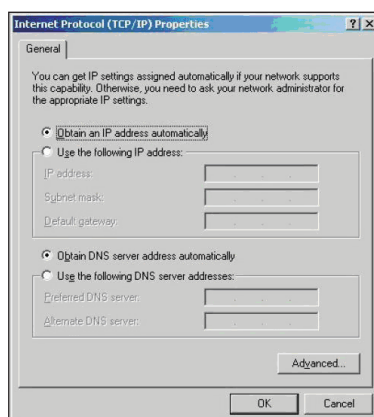 Internet Protocol (TCP/IP) Properties
? X
General
You can get IP settings assigned automatically if your network supports
this capability. Otherwise, you need to ask your network administrator for
the appropriate IP settings.
Obtain an IP address automatically
Use the following IP address:
IP address:
Subnet mask:
Default gateway:
Obtain DNS server address automatically
Use the following DNS server addresses:
Preferred DNS server:
Alternate DNS server:
Advanced...
OK Cancel